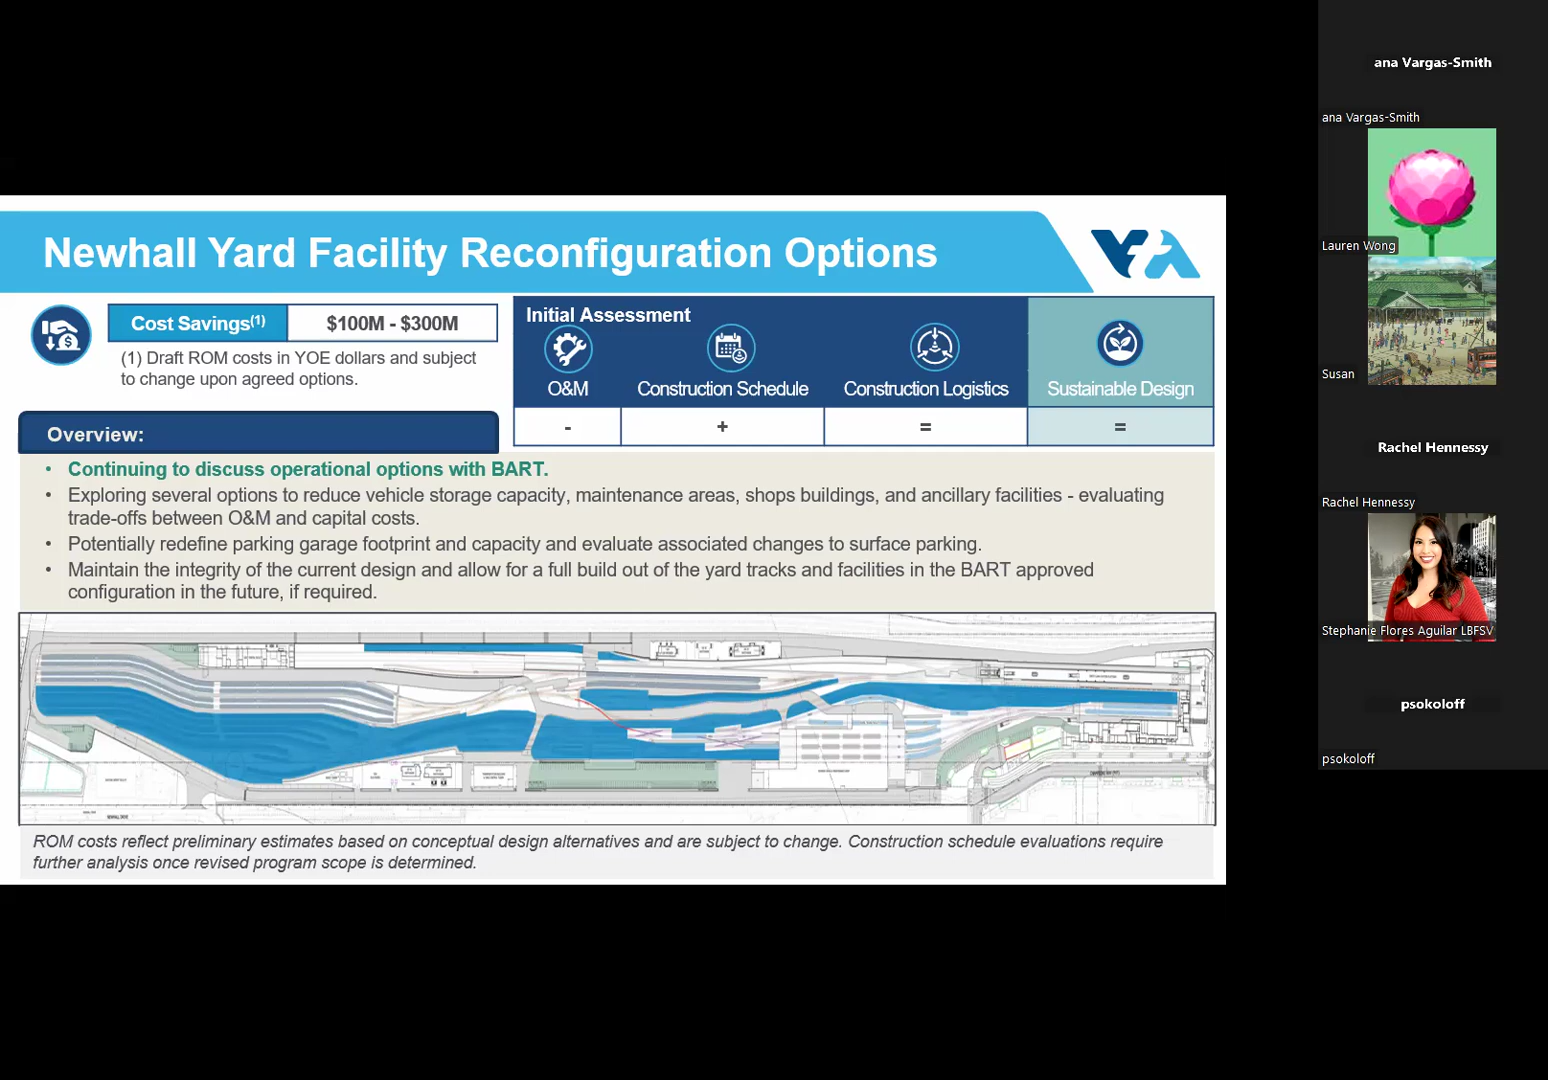 Newhall Yard Facility Reconfiguration Options
VTA
Cost Savings(1)
$100M - $300M
(1) Draft ROM costs in YOE dollars and subject
to change upon agreed options.
Initial Assessment
O&M
Construction Schedule
Construction Logistics
Sustainable Design
-
+
=
=
Overview:
• Continuing to discuss operational options with BART.
• Exploring several options to reduce vehicle storage capacity, maintenance areas, shops buildings, and ancillary facilities - evaluating
trade-offs between O&M and capital costs.
• Potentially redefine parking garage footprint and capacity and evaluate associated changes to surface parking.
• Maintain the integrity of the current design and allow for a full build out of the yard tracks and facilities in the BART approved
configuration in the future, if required.
ROM costs reflect preliminary estimates based on conceptual design alternatives and are subject to change. Construction schedule evaluations require
further analysis once revised program scope is determined.
ana Vargas-Smith
ana Vargas-Smith
Lauren Wong
Susan
Rachel Hennessy
Rachel Hennessy
Stephanie Flores Aguilar LBFSV
psokoloff
psokoloff